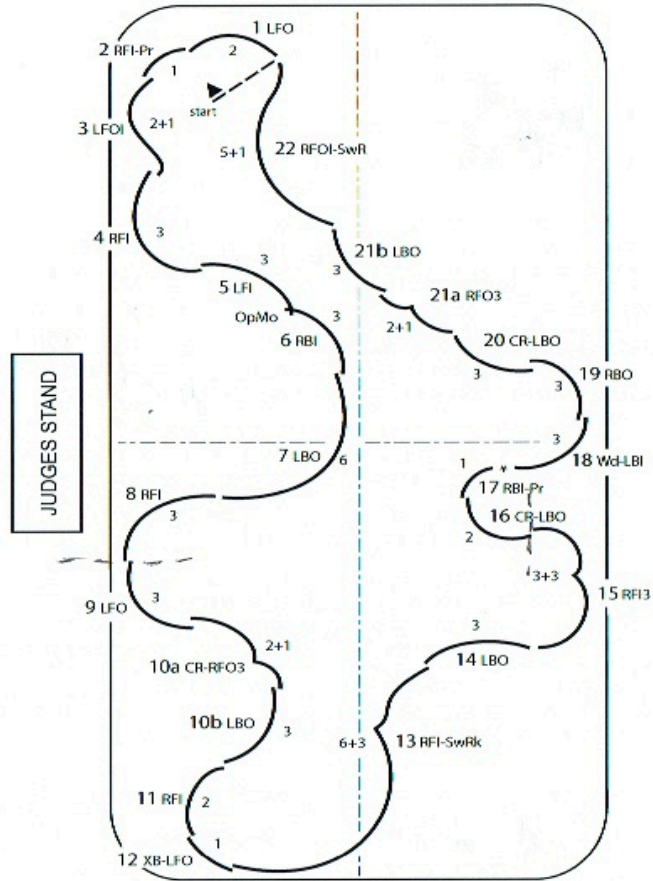 1 LFO
2
2 RFI-Pr
1
start
3 LFOI
2+1
22 RFOI-SwR
5+1
4 RFI
3
3
5 LFI
21b LBO
3
21a RFO3
2+1
OpMo
6 RBI
3
20 CR-LBO
3
19 RBO
3
JUDGES STAND
7 LBO
6
3
18 Wd-LBI
1
17 RBI-Pr
8 RFI
3
16 CR-LBO
2
3+3
15 RFI3
9 LFO
3
3
14 LBO
2+1
10a CR-RFO3
10b LBO
3
6+3
13 RFI-SwRk
11 RFI
2
1
12 XB-LFO